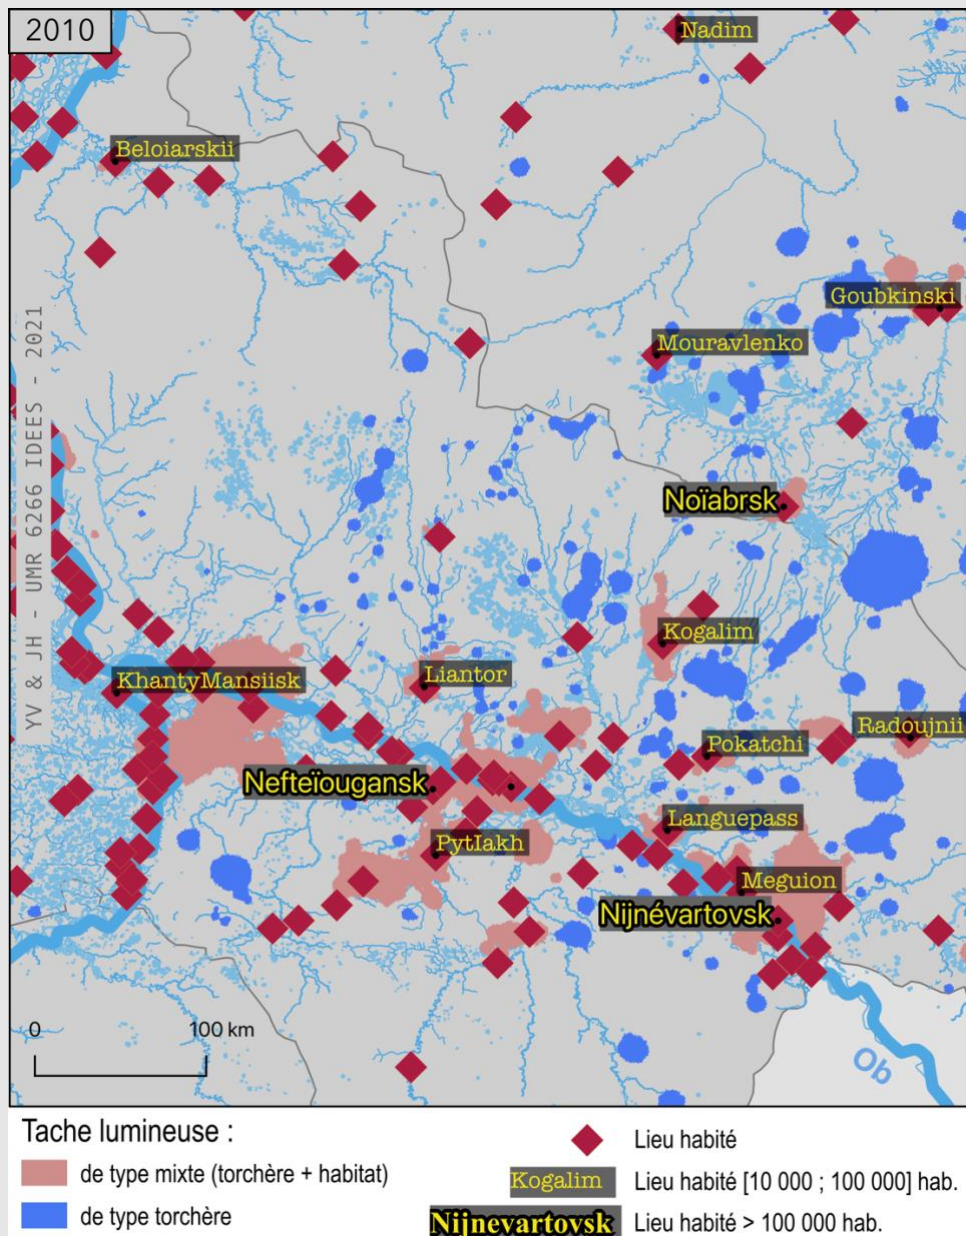 2010
Nadim
Beloiarskii
Goubkinski
Mouravlenko
YV & JH - UMR 6266 IDEES - 2021
Noïabrsk
Kogalim
Liantor
KhantyMansiisk
Radoujnii
Pokatchi
Nefteïougansk
Languepass
PytIakh
Meguion
Nijnévartovsk
0 100 km
Ob
Tache lumineuse :
de type mixte (torchère + habitat)
de type torchère
Lieu habité
Kogalim Lieu habité [10 000 ; 100 000] hab.
Nijnevartovsk Lieu habité > 100 000 hab.